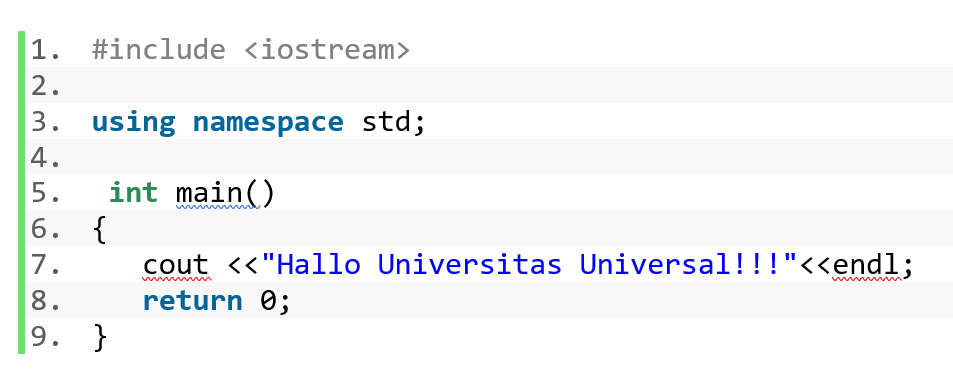 1. #include <iostream>
2.
3. using namespace std;
4.
5. int main()
6. {
7. cout <<"Hallo Universitas Universal!!!"<<endl;
8. return 0;
9. }